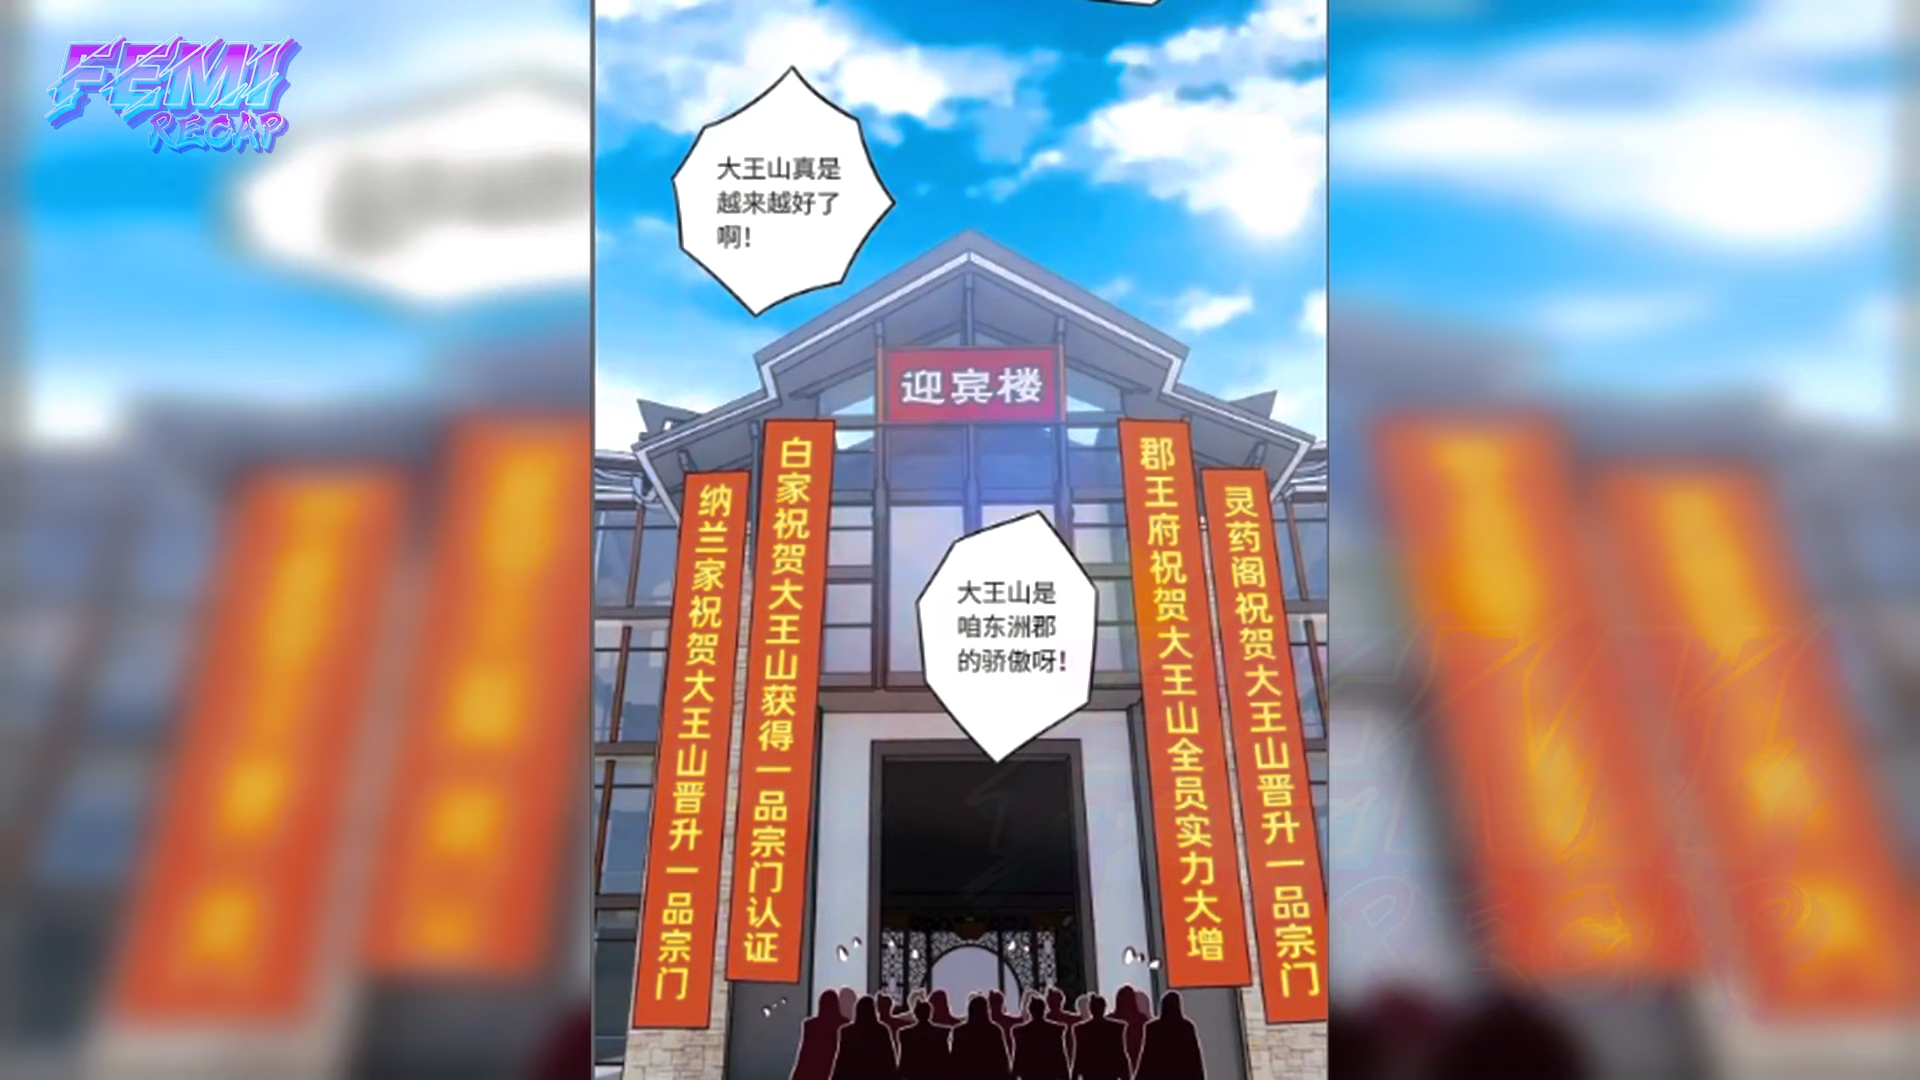 FEMI
RECAP
大王山真是
越来越好了
啊！
迎宾楼
纳兰家祝贺大王山晋升一品宗门
白家祝贺大王山获得一品宗门认证
郡王府祝贺大王山全员实力大增
灵药阁祝贺大王山晋升一品宗门
大王山是
咱东洲郡
的骄傲呀！